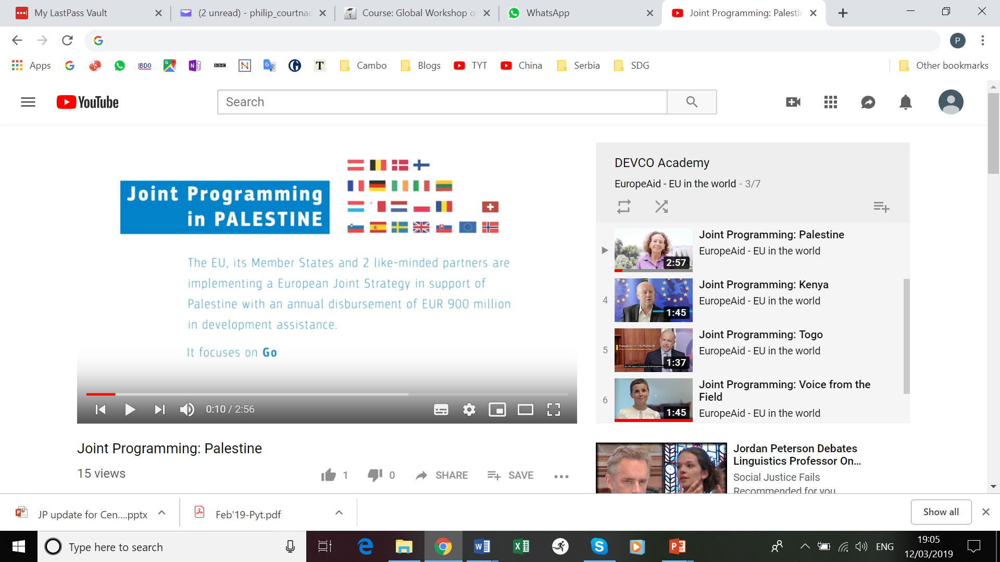 My LastPass Vault
(2 unread) - philip_courtnad
Course: Global Workshop o
WhatsApp
Joint Programming: Palestin
P
Apps
BDO
BBC
N
T
Cambo
Blogs
TYT
China
Serbia
SDG
Other bookmarks
YouTube
Search
Joint Programming
in PALESTINE
The EU, its Member States and 2 like-minded partners are
implementing a European Joint Strategy in support of
Palestine with an annual disbursement of EUR 900 million
in development assistance.
It focuses on Go
0:10 / 2:56
Joint Programming: Palestine
15 views
1
0
SHARE
SAVE
DEVCO Academy
EuropeAid - EU in the world - 3/7
2:57
Joint Programming: Palestine
EuropeAid - EU in the world
4
1:45
Joint Programming: Kenya
EuropeAid - EU in the world
5
1:37
Joint Programming: Togo
EuropeAid - EU in the world
6
1:45
Joint Programming: Voice from the
Field
EuropeAid - EU in the world
Jordan Peterson Debates
Linguistics Professor On...
Social Justice Fails
Recommended for you
JP update for Cen....pptx
Feb'19-Pyt.pdf
Show all
Type here to search
ENG
19:05
12/03/2019